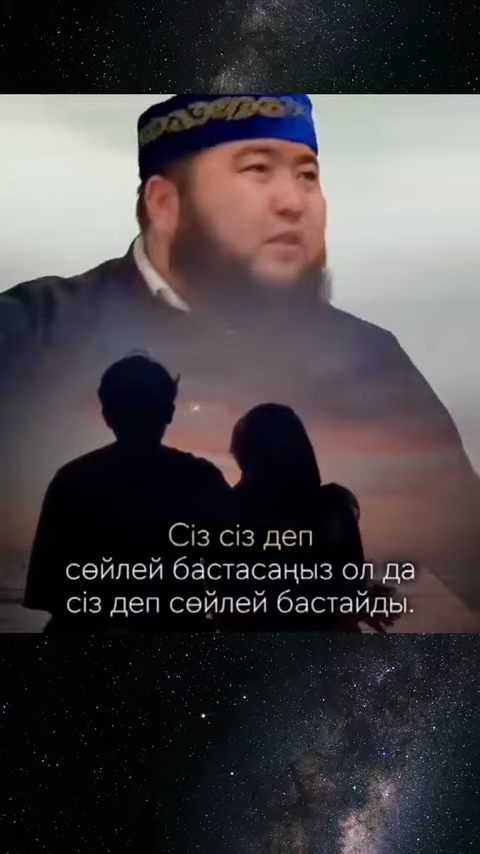 Сіз сіз деп
сөйлей бастасаңыз ол да
сіз деп сөйлей бастайды.